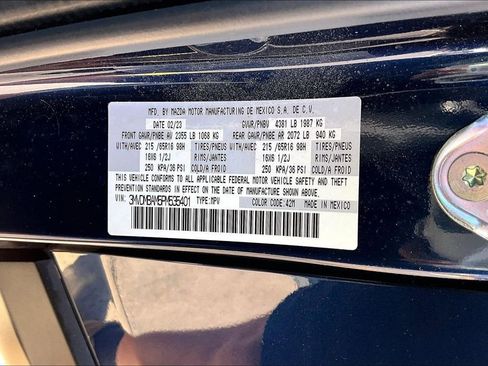 MFD. BY MAZDA MOTOR MANUFACTURING DE MEXICO S.A. DE C.V.
DATE 02/23 GVWR/PNBV 4381 LB 1987 KG
FRONT GAWR/PNBE AV 2355 LB 1068 KG REAR GAWR/PNBE AR 2072 LB 940 KG
WITH/AVEC 215/65R16 98H TIRES/PNEUS WITH/AVEC 215/65R16 98H TIRES/PNEUS
16X6 1/2J RIMS/JANTES 16X6 1/2J RIMS/JANTES
250 KPA/36 PSI COLD/A FROID 250 KPA/36 PSI COLD/A FROID
THIS VEHICLE CONFORMS TO ALL APPLICABLE FEDERAL MOTOR VEHICLE SAFETY AND THEFT
PREVENTION STANDARDS IN EFFECT ON THE DATE OF MANUFACTURE SHOWN ABOVE.
VIN: 3MVDMBAM5PM535401 TYPE: MPV COLOR CODE: 42M MADE IN MEXICO